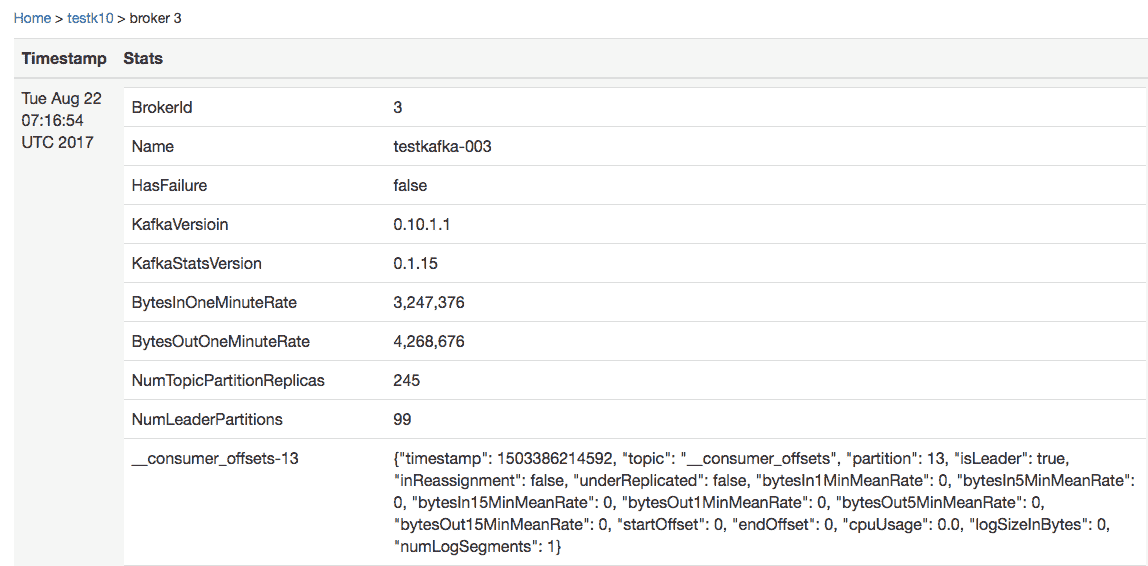 Home > testk10 > broker 3
Timestamp Stats
Tue Aug 22
07:16:54
UTC 2017
BrokerId 3
Name testkafka-003
HasFailure false
KafkaVersioin 0.10.1.1
KafkaStatsVersion 0.1.15
BytesInOneMinuteRate 3,247,376
BytesOutOneMinuteRate 4,268,676
NumTopicPartitionReplicas 245
NumLeaderPartitions 99
__consumer_offsets-13 {"timestamp": 1503386214592, "topic": "__consumer_offsets", "partition": 13, "isLeader": true,
"inReassignment": false, "underReplicated": false, "bytesIn1MinMeanRate": 0, "bytesIn5MinMeanRate":
0, "bytesIn15MinMeanRate": 0, "bytesOut1MinMeanRate": 0, "bytesOut5MinMeanRate": 0,
"bytesOut15MinMeanRate": 0, "startOffset": 0, "endOffset": 0, "cpuUsage": 0.0, "logSizeInBytes": 0,
"numLogSegments": 1}